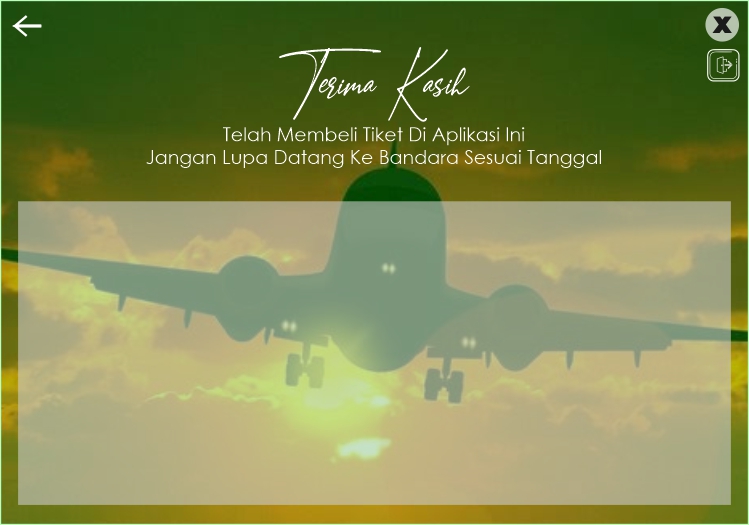 X
Terima Kasih
Telah Membeli Tiket Di Aplikasi Ini
Jangan Lupa Datang Ke Bandara Sesuai Tanggal